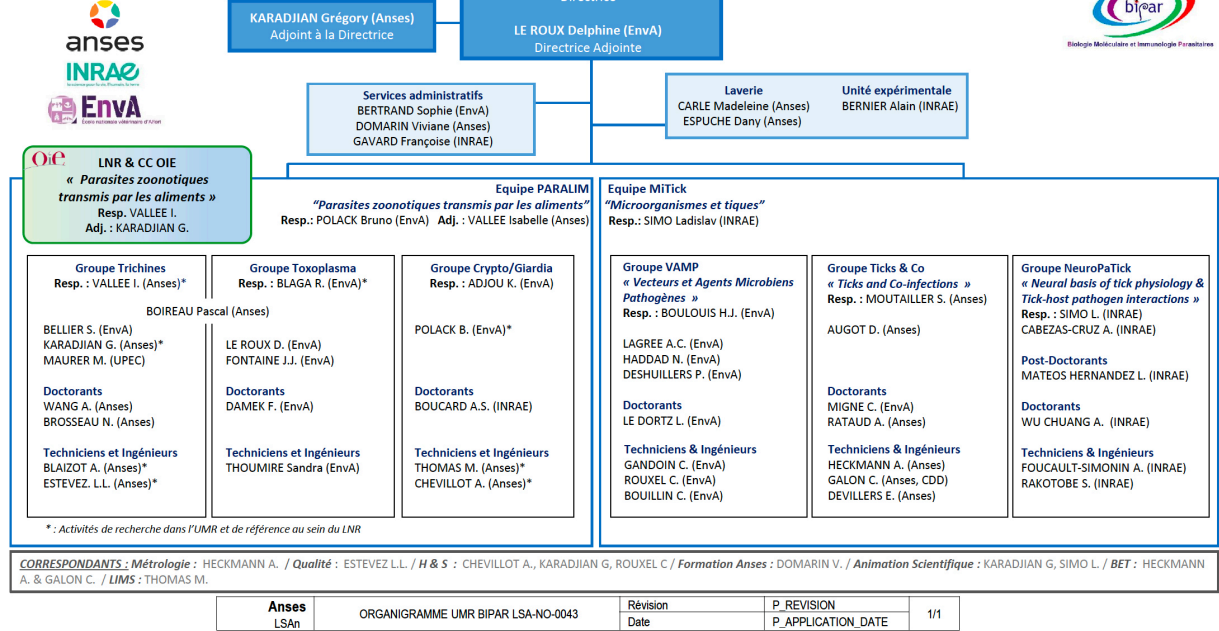 Directrice
KARADJIAN Grégory (Anses)
Adjoint à la Directrice
LE ROUX Delphine (EnvA)
Directrice Adjointe
anses
INRAE
EnvA
École nationale vétérinaire d'Alfort
bipar
Biologie Moléculaire et Immunologie Parasitaires
Services administratifs
BERTRAND Sophie (EnvA)
DOMARIN Viviane (Anses)
GAVARD Françoise (INRAE)
Laverie
CARLE Madeleine (Anses)
ESPUCHE Dany (Anses)
Unité expérimentale
BERNIER Alain (INRAE)
Oie
LNR & CC OIE
« Parasites zoonotiques
transmis par les aliments »
Resp. VALLEE I.
Adj. : KARADJIAN G.
Equipe PARALIM
"Parasites zoonotiques transmis par les aliments"
Resp.: POLACK Bruno (EnvA) Adj. : VALLEE Isabelle (Anses)
Equipe MiTick
"Microorganismes et tiques"
Resp.: SIMO Ladislav (INRAE)
Groupe Trichines
Resp. : VALLEE I. (Anses)*
Groupe Toxoplasma
Resp. : BLAGA R. (EnvA)*
BOIREAU Pascal (Anses)
BELLIER S. (EnvA)
KARADJIAN G. (Anses)*
MAURER M. (UPEC)
Doctorants
WANG A. (Anses)
BROSSEAU N. (Anses)
Techniciens et Ingénieurs
BLAIZOT A. (Anses)*
ESTEVEZ. L.L. (Anses)*
LE ROUX D. (EnvA)
FONTAINE J.J. (EnvA)
Doctorants
DAMEK F. (EnvA)
Techniciens et Ingénieurs
THOUMIRE Sandra (EnvA)
Groupe Crypto/Giardia
Resp. : ADJOU K. (EnvA)
POLACK B. (EnvA)*
Doctorants
BOUCARD A.S. (INRAE)
Techniciens et Ingénieurs
THOMAS M. (Anses)*
CHEVILLOT A. (Anses)*
* : Activités de recherche dans l'UMR et de référence au sein du LNR
Groupe VAMP
« Vecteurs et Agents Microbiens
Pathogènes »
Resp. : BOULOUIS H.J. (EnvA)
LAGREE A.C. (EnvA)
HADDAD N. (EnvA)
DESHUILLERS P. (EnvA)
Doctorants
LE DORTZ L. (EnvA)
Techniciens & Ingénieurs
GANDOIN C. (EnvA)
ROUXEL C. (EnvA)
BOUILLIN C. (EnvA)
Groupe Ticks & Co
« Ticks and Co-infections »
Resp. : MOUTAILLER S. (Anses)
AUGOT D. (Anses)
Doctorants
MIGNE C. (EnvA)
RATAUD A. (Anses)
Techniciens & Ingénieurs
HECKMANN A. (Anses)
GALON C. (Anses, CDD)
DEVILLERS E. (Anses)
Groupe NeuroPaTick
« Neural basis of tick physiology &
Tick-host pathogen interactions »
Resp. : SIMO L. (INRAE)
CABEZAS-CRUZ A. (INRAE)
Post-Doctorants
MATEOS HERNANDEZ L. (INRAE)
Doctorants
WU CHUANG A. (INRAE)
Techniciens & Ingénieurs
FOUCAULT-SIMONIN A. (INRAE)
RAKOTOBE S. (INRAE)
CORRESPONDANTS : Métrologie : HECKMANN A. / Qualité : ESTEVEZ L.L. / H & S : CHEVILLOT A., KARADJIAN G, ROUXEL C / Formation Anses : DOMARIN V. / Animation Scientifique : KARADJIAN G, SIMO L. / BET : HECKMANN
A. & GALON C. / LIMS : THOMAS M.
Anses
LSAn
ORGANIGRAMME UMR BIPAR LSA-NO-0043
Révision
P_REVISION
Date
P_APPLICATION_DATE
1/1